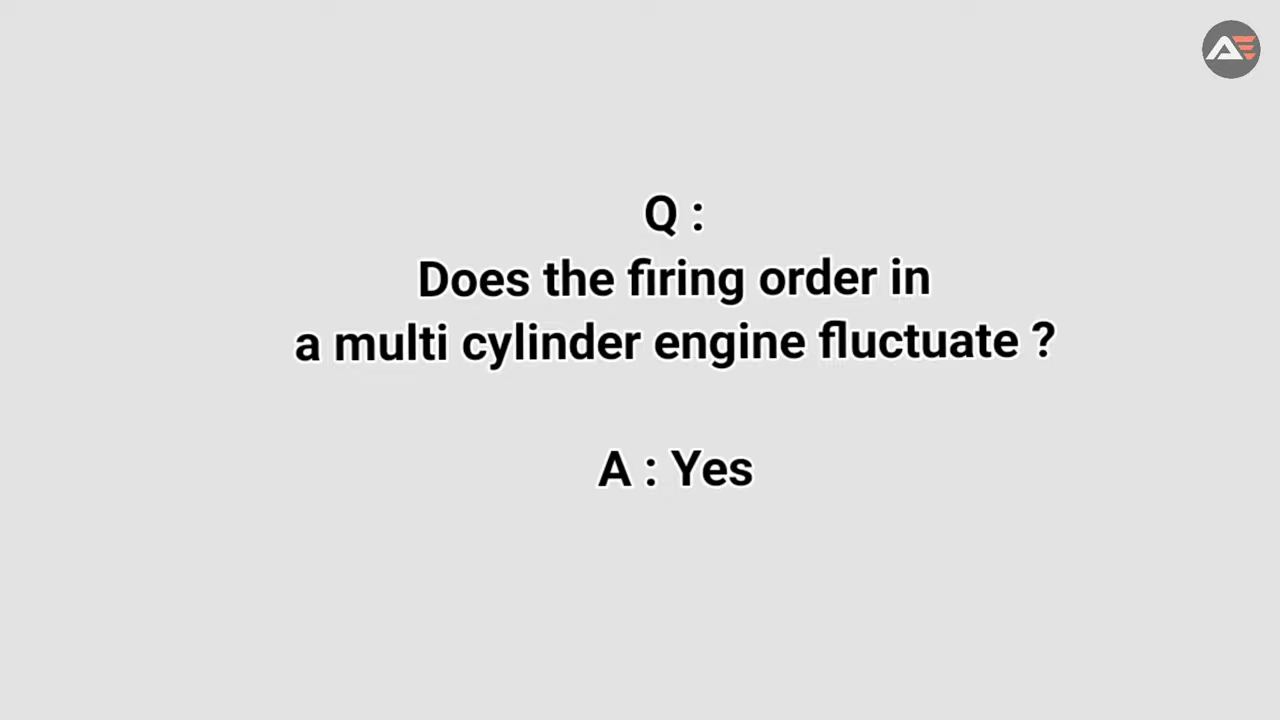 Q :
Does the firing order in
a multi cylinder engine fluctuate ?
A : Yes